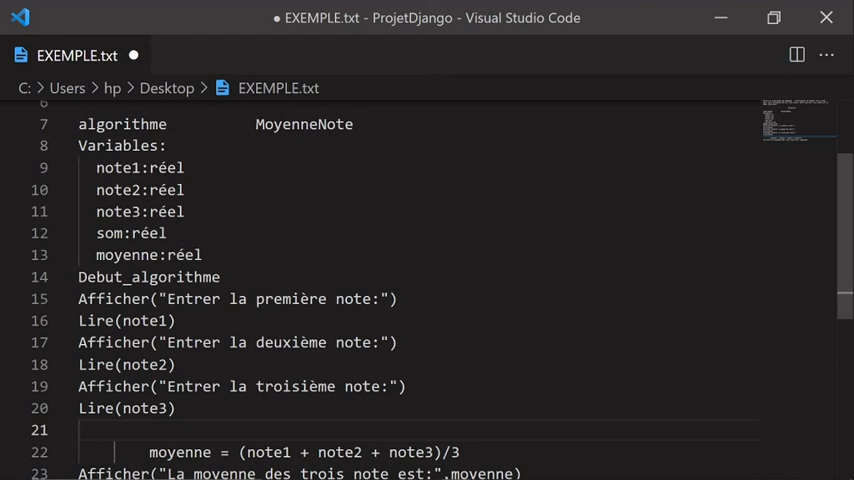 ● EXEMPLE.txt - ProjetDjango - Visual Studio Code
EXEMPLE.txt ●
C: > Users > hp > Desktop > EXEMPLE.txt
6
7 algorithme MoyenneNote
8 Variables:
9 note1:réel
10 note2:réel
11 note3:réel
12 som:réel
13 moyenne:réel
14 Debut_algorithme
15 Afficher("Entrer la première note:")
16 Lire(note1)
17 Afficher("Entrer la deuxième note:")
18 Lire(note2)
19 Afficher("Entrer la troisième note:")
20 Lire(note3)
21
22 moyenne = (note1 + note2 + note3)/3
23 Afficher("La moyenne des trois note est:",moyenne)